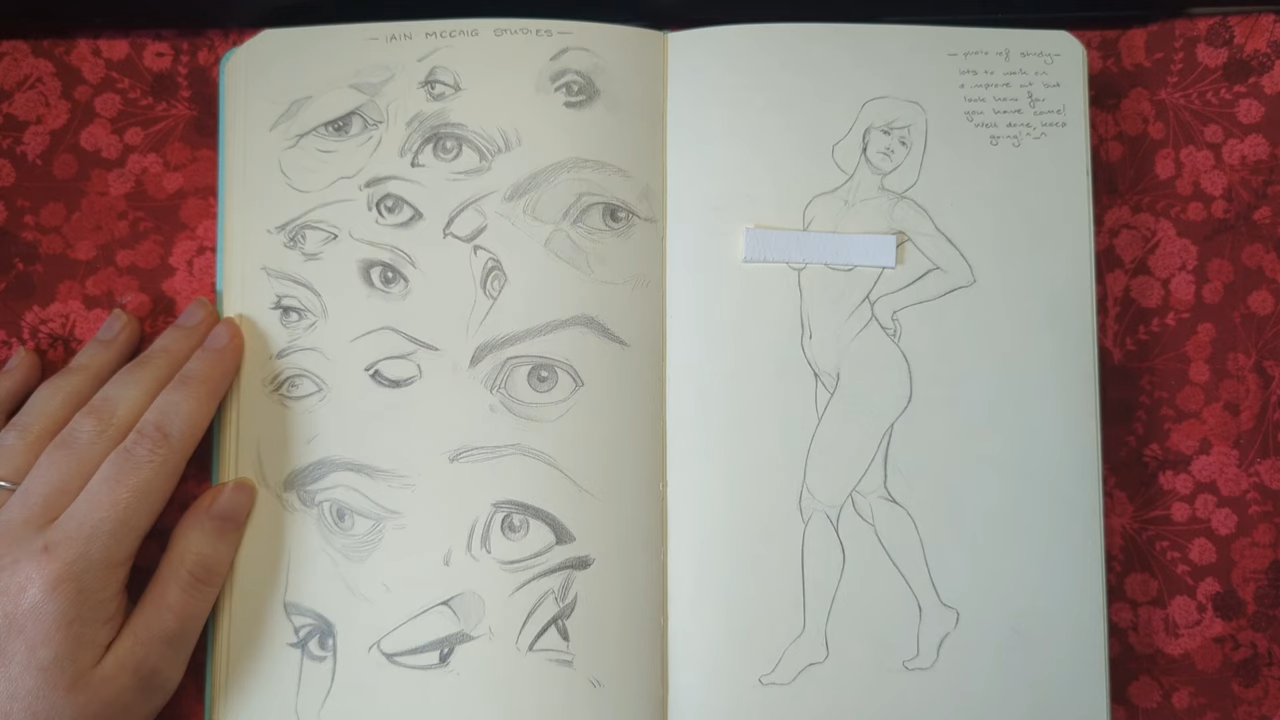 — IAIN MCCAIG STUDIES —
— photo ref study —
lots to work on
& improve at but
look how far
you have come!
Well done, keep
going! ^_^